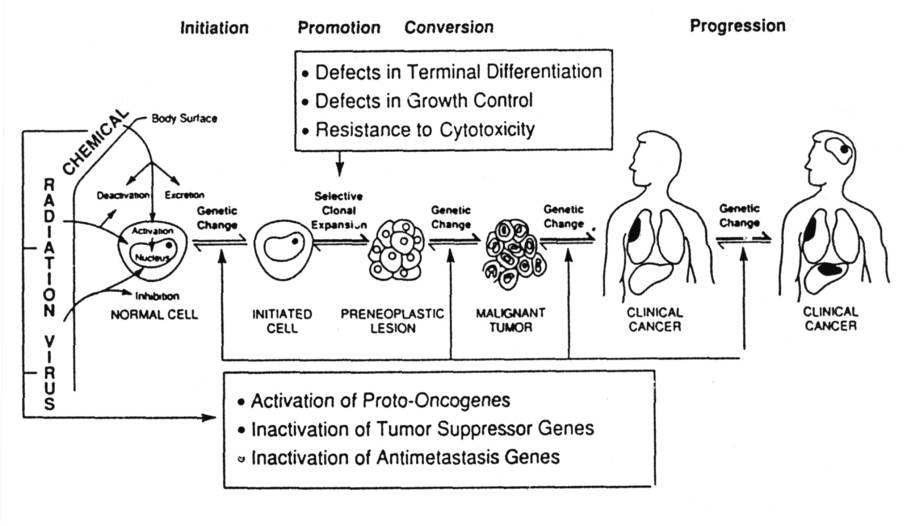 Initiation Promotion Conversion Progression
• Defects in Terminal Differentiation
• Defects in Growth Control
• Resistance to Cytotoxicity
CHEMICAL
RADIATION VIRUS
Body Surface
Deactivation
Excretion
Activation
Nucleus
Inhibition
NORMAL CELL
Genetic
Change
INITIATED
CELL
Selective
Clonal
Expansion
PRENEOPLASTIC
LESION
Genetic
Change
MALIGNANT
TUMOR
Genetic
Change
CLINICAL
CANCER
Genetic
Change
CLINICAL
CANCER
• Activation of Proto-Oncogenes
• Inactivation of Tumor Suppressor Genes
• Inactivation of Antimetastasis Genes